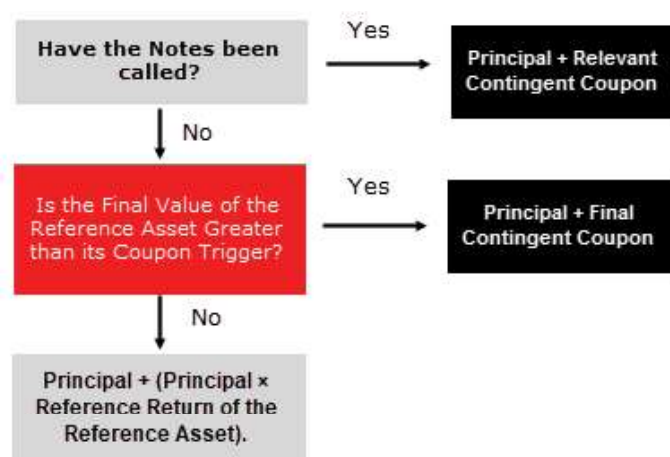 Have the Notes been
called?
Yes
Principal + Relevant
Contingent Coupon
No
Is the Final Value of the
Reference Asset Greater
than its Coupon Trigger?
Yes
Principal + Final
Contingent Coupon
No
Principal + (Principal ×
Reference Return of the
Reference Asset).